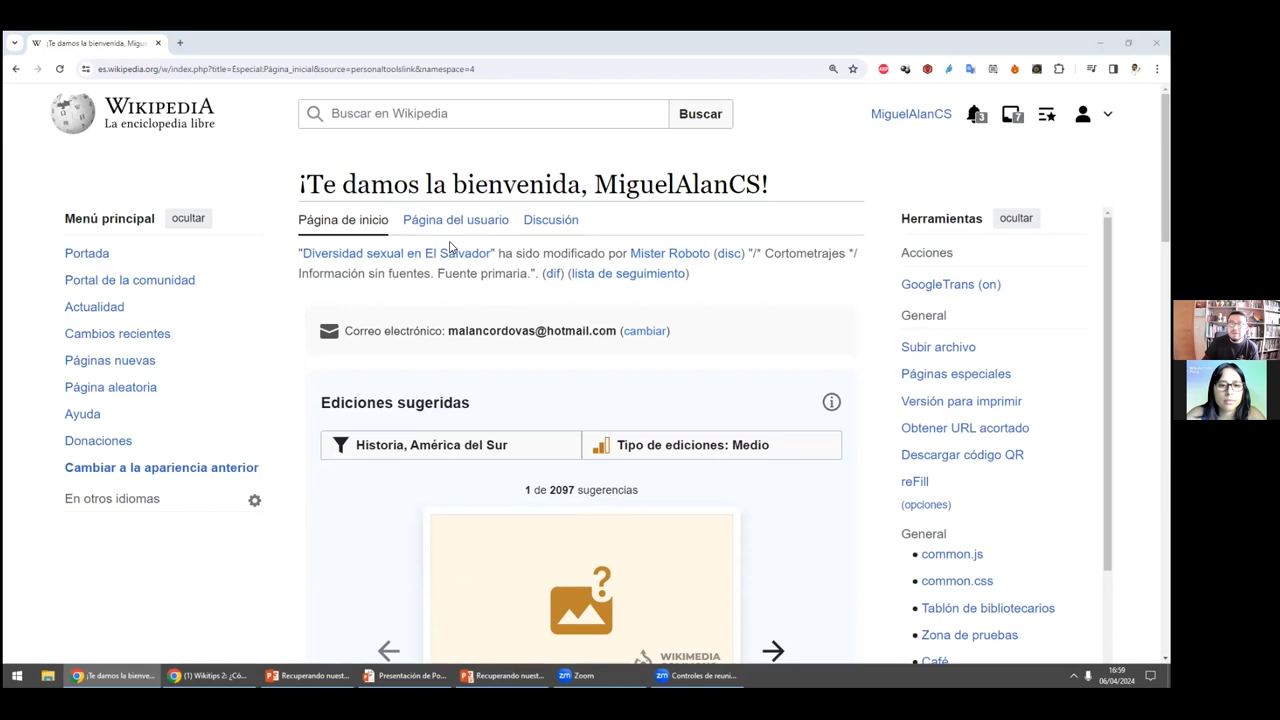 ¡Te damos la bienvenida, Migu
es.wikipedia.org/w/index.php?title=Especial:Página_inicial&source=personaltoolslink&namespace=4
WIKIPEDIA
La enciclopedia libre
Buscar en Wikipedia
Buscar
MiguelAlanCS
3
7
¡Te damos la bienvenida, MiguelAlanCS!
Página de inicio
Página del usuario
Discusión
"Diversidad sexual en El Salvador" ha sido modificado por Mister Roboto (disc) "/* Cortometrajes */
Información sin fuentes. Fuente primaria.". (dif) (lista de seguimiento)
Correo electrónico: malancordovas@hotmail.com (cambiar)
Ediciones sugeridas
Historia, América del Sur
Tipo de ediciones: Medio
1 de 2097 sugerencias
?
WIKIMEDIA
Menú principal
ocultar
Portada
Portal de la comunidad
Actualidad
Cambios recientes
Páginas nuevas
Página aleatoria
Ayuda
Donaciones
Cambiar a la apariencia anterior
En otros idiomas
Herramientas
ocultar
Acciones
GoogleTrans (on)
General
Subir archivo
Páginas especiales
Versión para imprimir
Obtener URL acortado
Descargar código QR
reFill
(opciones)
General
common.js
common.css
Tablón de bibliotecarios
Zona de pruebas
Café
¡Te damos la bienve...
(1) Wikitips 2: ¿Có...
Recuperando nuest...
Presentación de Po...
Recuperando nuest...
Zoom
Controles de reuni...
16:59
06/04/2024